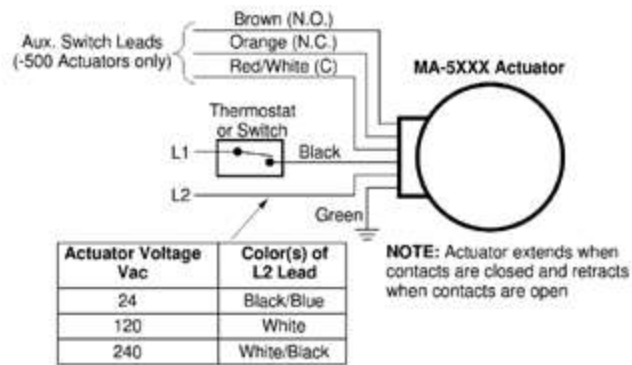 Brown (N.O.)
Aux. Switch Leads
(-500 Actuators only)
Orange (N.C.)
Red/White (C)
MA-5XXX Actuator
Thermostat
or Switch
L1
Black
L2
Green
Actuator Voltage
Vac
Color(s) of
L2 Lead
24
Black/Blue
120
White
240
White/Black
NOTE: Actuator extends when
contacts are closed and retracts
when contacts are open